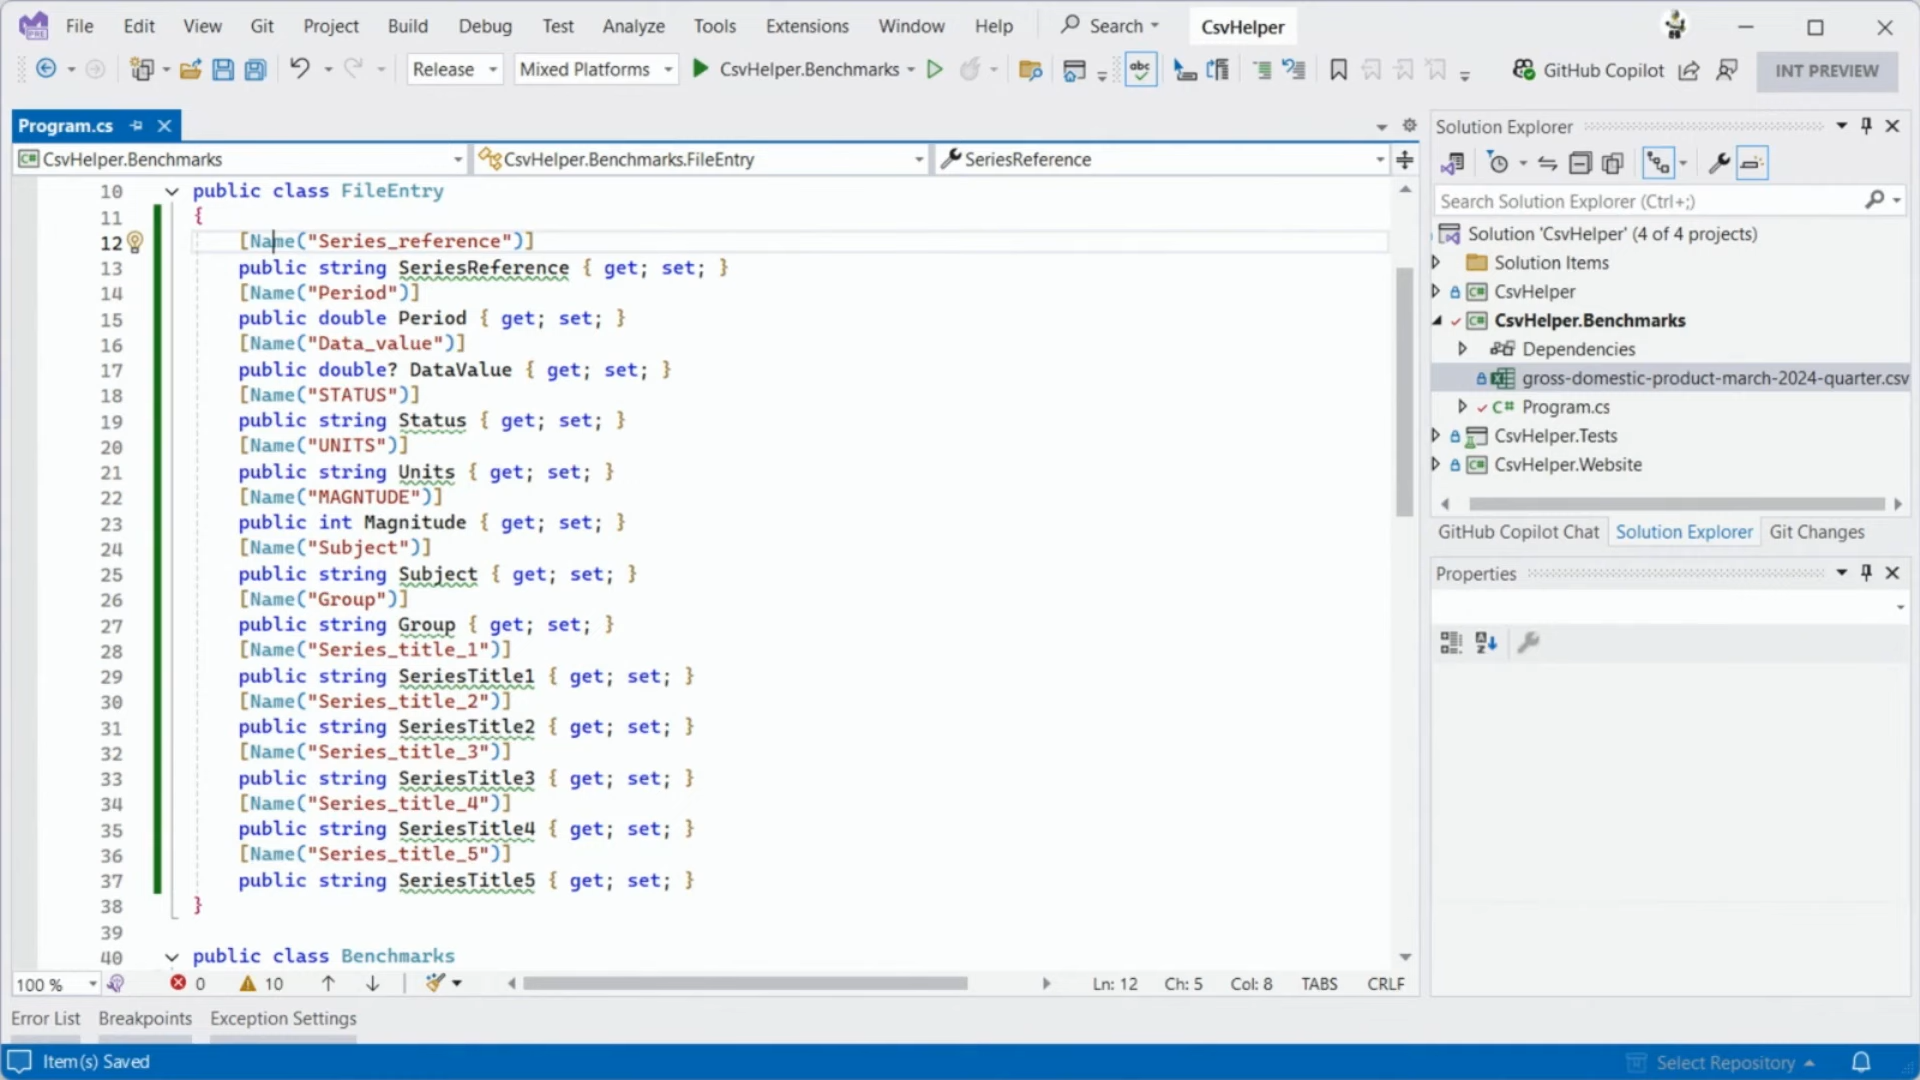 File Edit View Git Project Build Debug Test Analyze Tools Extensions Window Help Search CsvHelper
Release Mixed Platforms CsvHelper.Benchmarks abc GitHub Copilot INT PREVIEW
Program.cs
CsvHelper.Benchmarks CsvHelper.Benchmarks.FileEntry SeriesReference
10 public class FileEntry
11 {
12 [Name("Series_reference")]
13 public string SeriesReference { get; set; }
14 [Name("Period")]
15 public double Period { get; set; }
16 [Name("Data_value")]
17 public double? DataValue { get; set; }
18 [Name("STATUS")]
19 public string Status { get; set; }
20 [Name("UNITS")]
21 public string Units { get; set; }
22 [Name("MAGNTUDE")]
23 public int Magnitude { get; set; }
24 [Name("Subject")]
25 public string Subject { get; set; }
26 [Name("Group")]
27 public string Group { get; set; }
28 [Name("Series_title_1")]
29 public string SeriesTitle1 { get; set; }
30 [Name("Series_title_2")]
31 public string SeriesTitle2 { get; set; }
32 [Name("Series_title_3")]
33 public string SeriesTitle3 { get; set; }
34 [Name("Series_title_4")]
35 public string SeriesTitle4 { get; set; }
36 [Name("Series_title_5")]
37 public string SeriesTitle5 { get; set; }
38 }
39
40 public class Benchmarks
100 % 0 10 Ln: 12 Ch: 5 Col: 8 TABS CRLF
Solution Explorer
Search Solution Explorer (Ctrl+;)
Solution 'CsvHelper' (4 of 4 projects)
Solution Items
CsvHelper
CsvHelper.Benchmarks
Dependencies
gross-domestic-product-march-2024-quarter.csv
C# Program.cs
CsvHelper.Tests
CsvHelper.Website
GitHub Copilot Chat Solution Explorer Git Changes
Properties
Error List Breakpoints Exception Settings
Item(s) Saved Select Repository